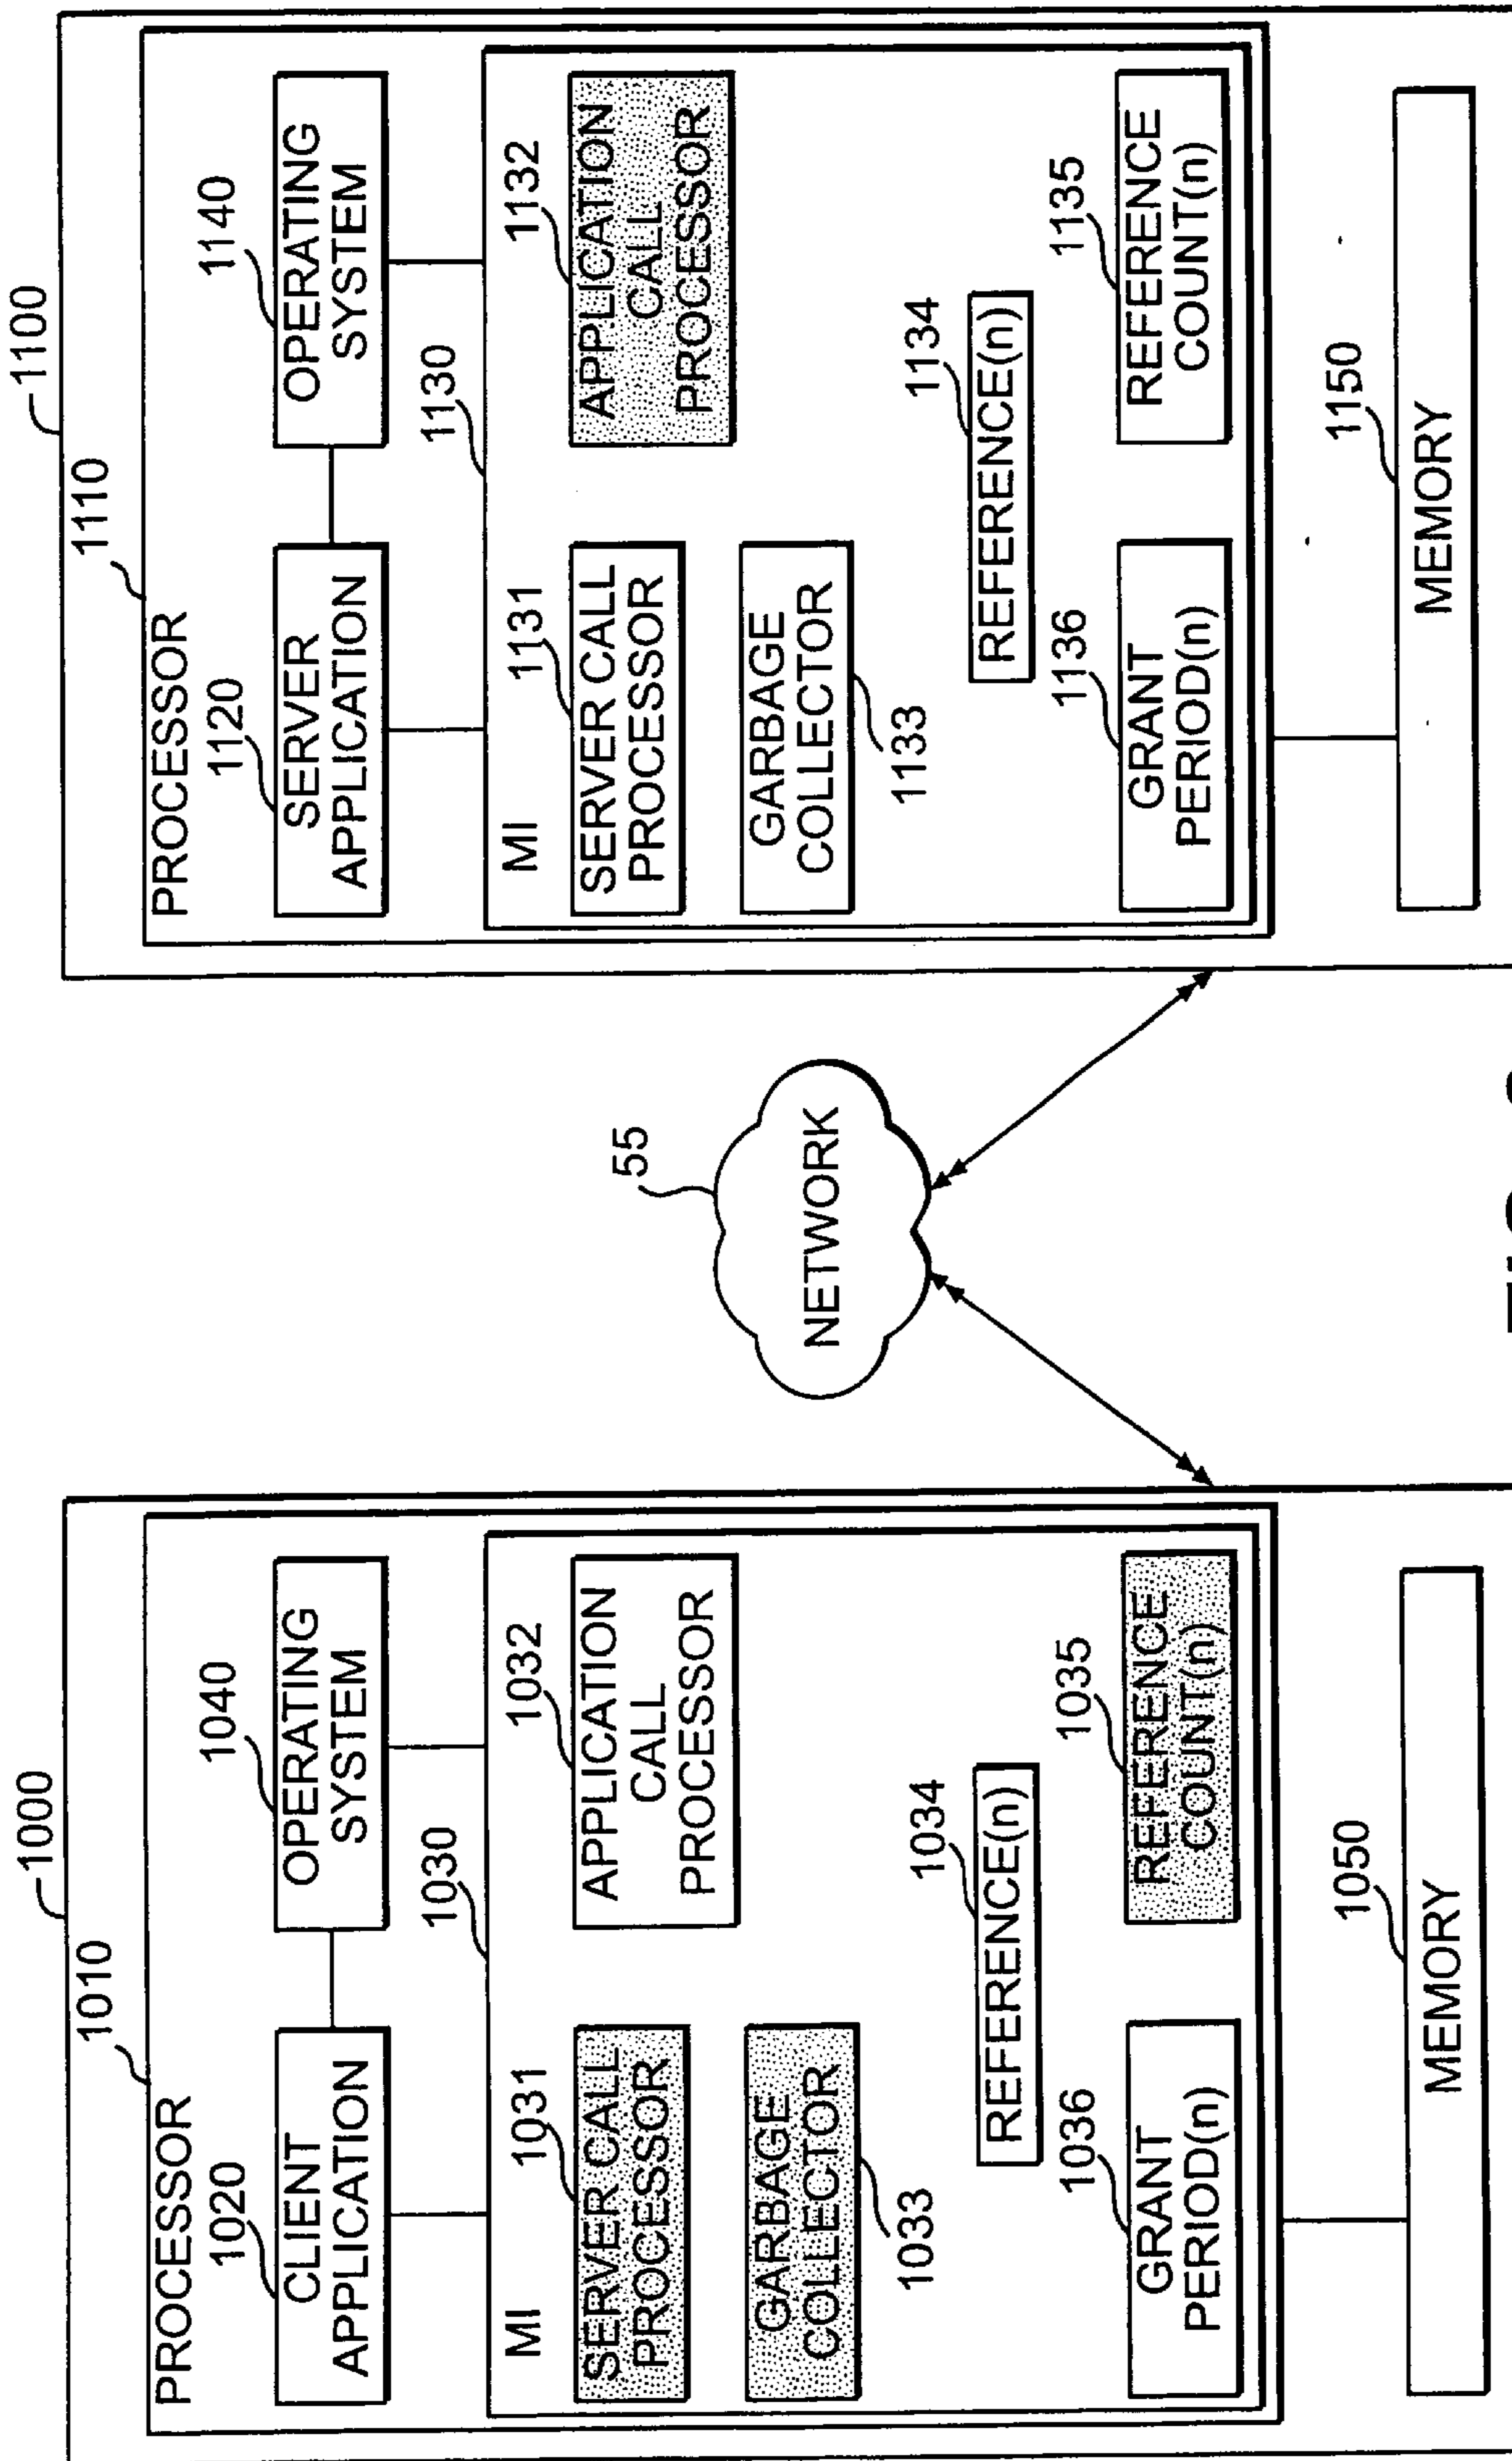 1000
1010
PROCESSOR
1020
CLIENT
APPLICATION
1040
OPERATING
SYSTEM
1030
MI
1031
SERVER CALL
PROCESSOR
1032
APPLICATION
CALL
PROCESSOR
GARBAGE
COLLECTOR
1033
1034
REFERENCE(n)
1036
GRANT
PERIOD(n)
1035
REFERENCE
COUNT(n)
1050
MEMORY
55
NETWORK
1100
1110
PROCESSOR
1120
SERVER
APPLICATION
1140
OPERATING
SYSTEM
1130
MI
1131
SERVER CALL
PROCESSOR
1132
APPLICATION
CALL
PROCESSOR
GARBAGE
COLLECTOR
1133
1134
REFERENCE(n)
1136
GRANT
PERIOD(n)
1135
REFERENCE
COUNT(n)
1150
MEMORY